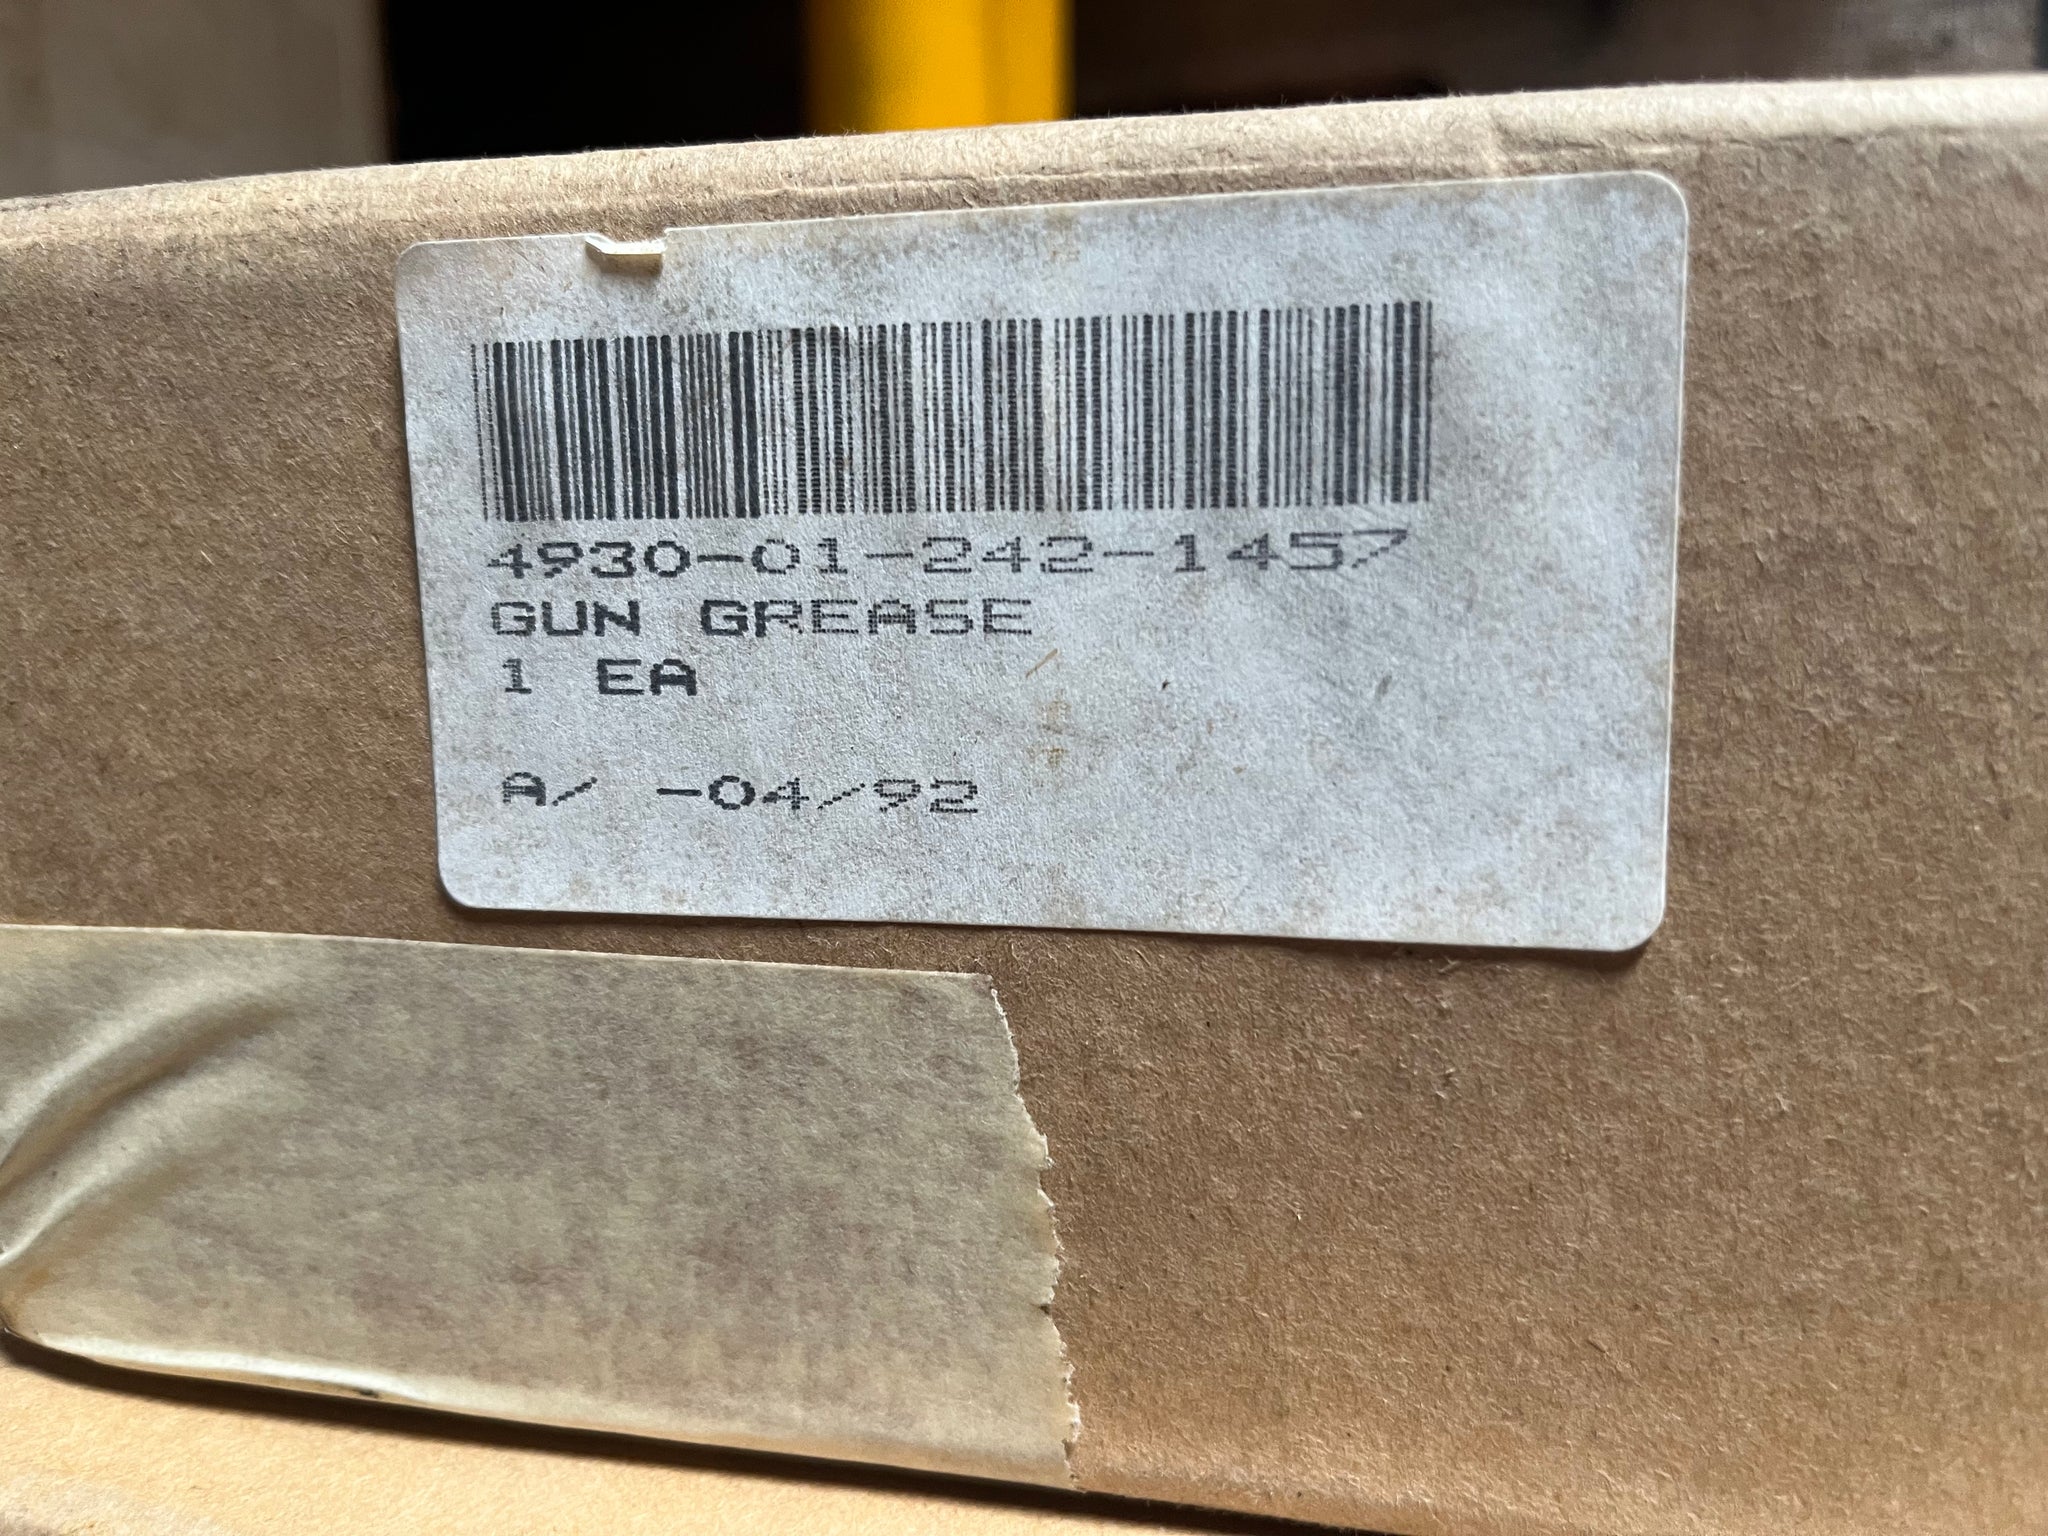 4930-01-242-1457
GUN GREASE
1 EA
A/ -04/92